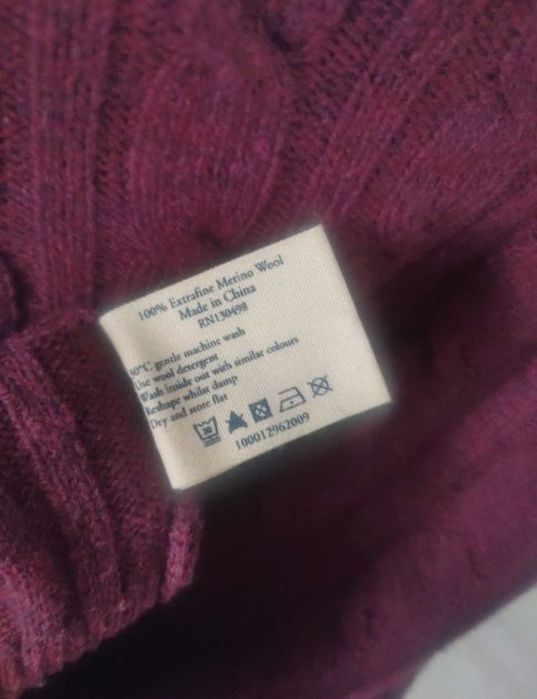 100% Extrafine Merino Wool
Made in China
RN130498
30°C gentle machine wash
Use wool detergent
Wash inside out with similar colours
Reshape whilst damp
Dry and store flat
30
100012962009